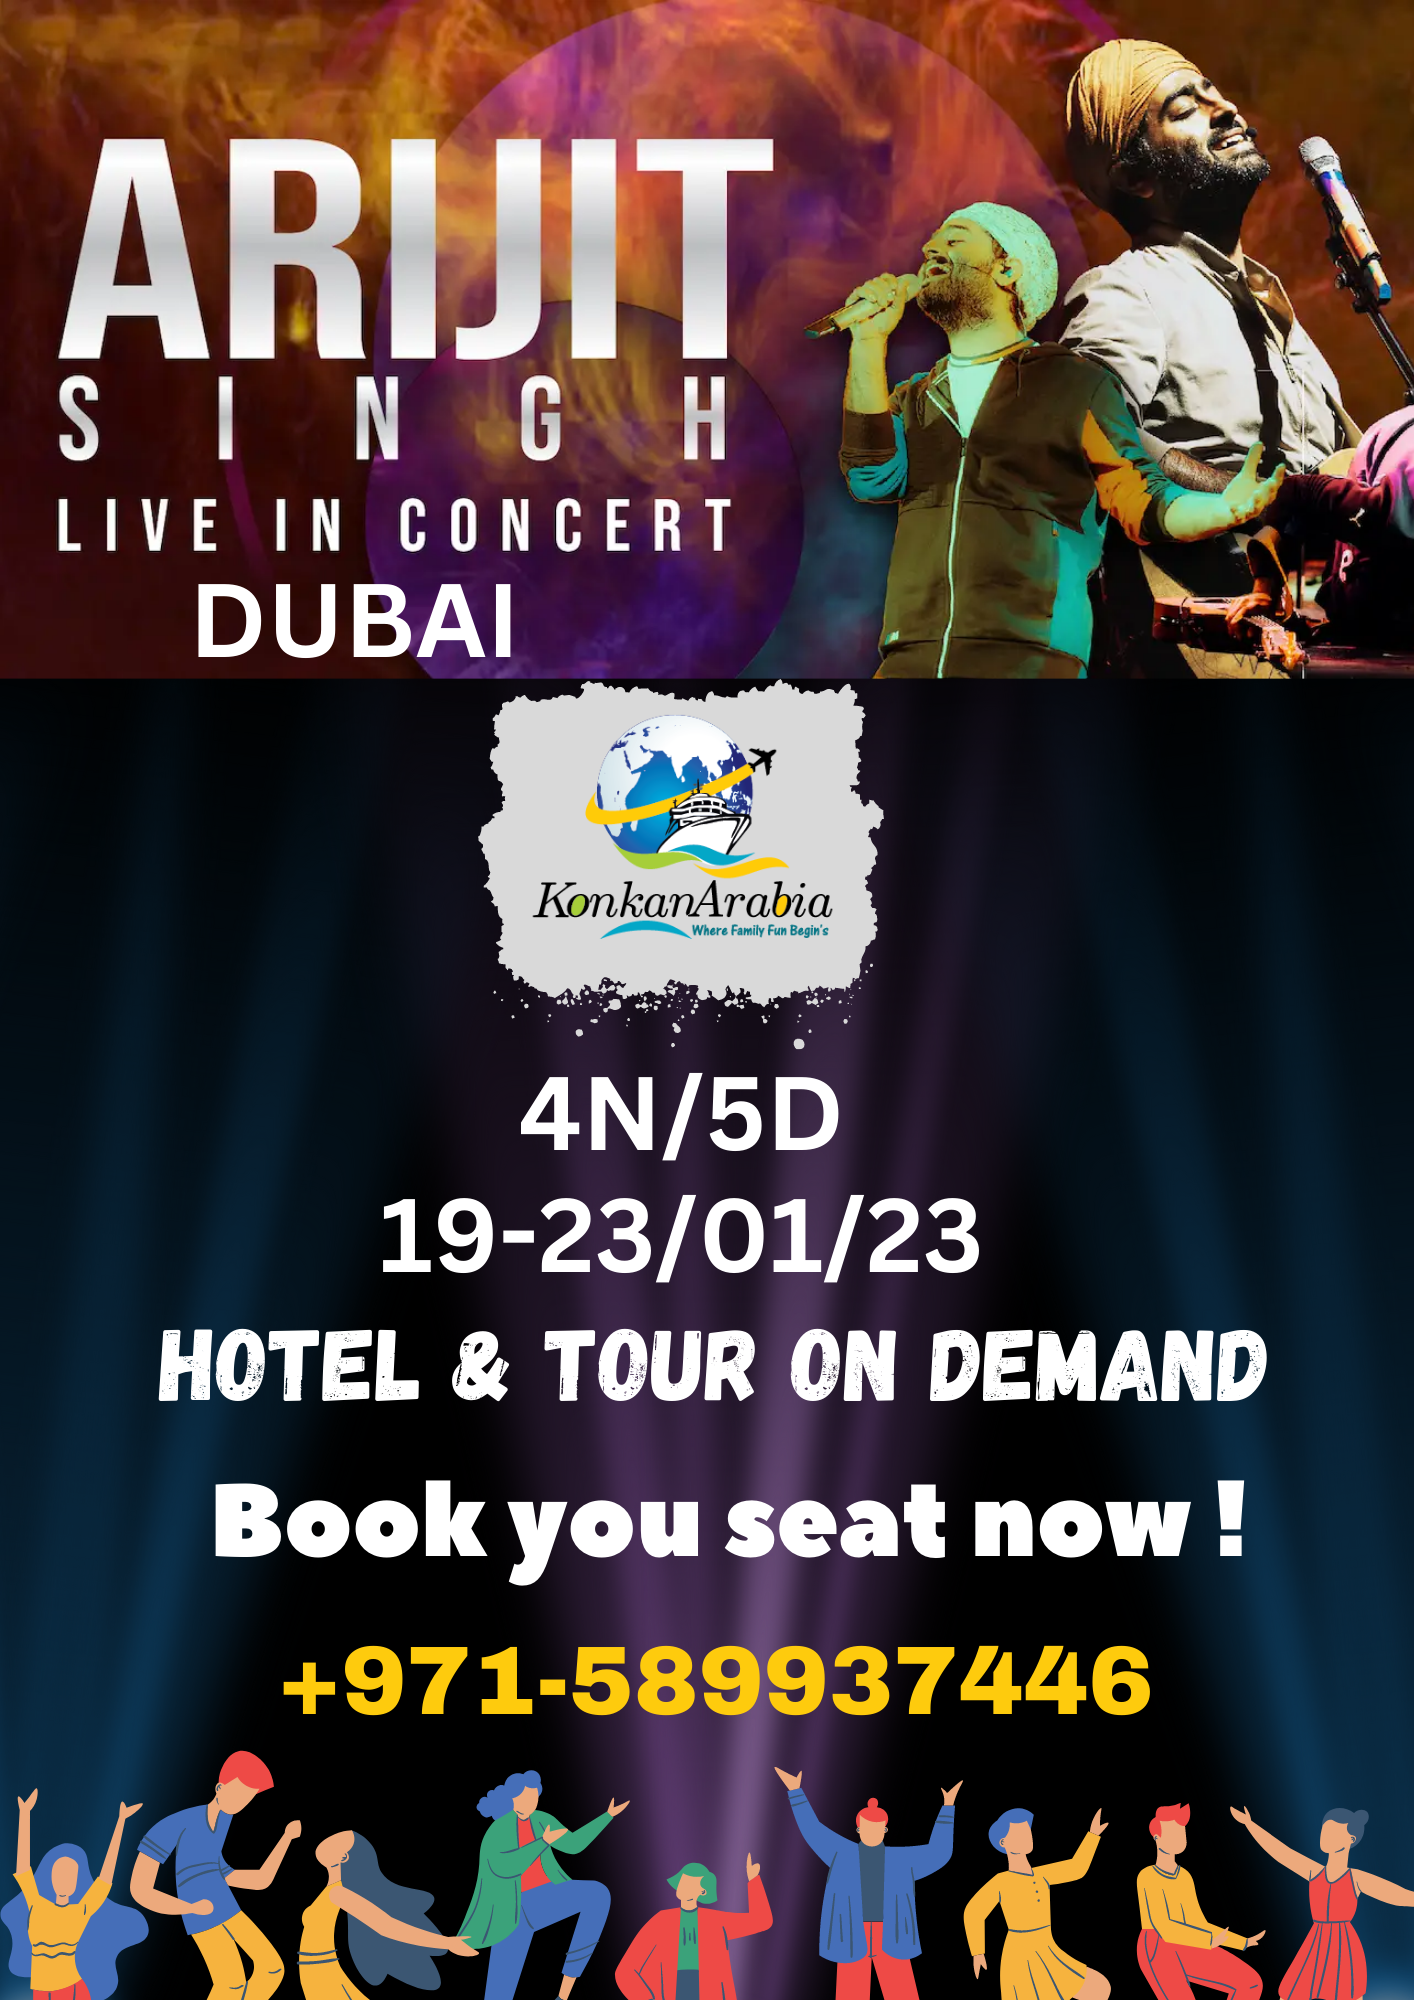 ARIJIT
SINGH
LIVE IN CONCERT
DUBAI
KonkanArabia
Where Family Fun Begin's
4N/5D
19-23/01/23
HOTEL & TOUR ON DEMAND
Book you seat now !
+971-589937446